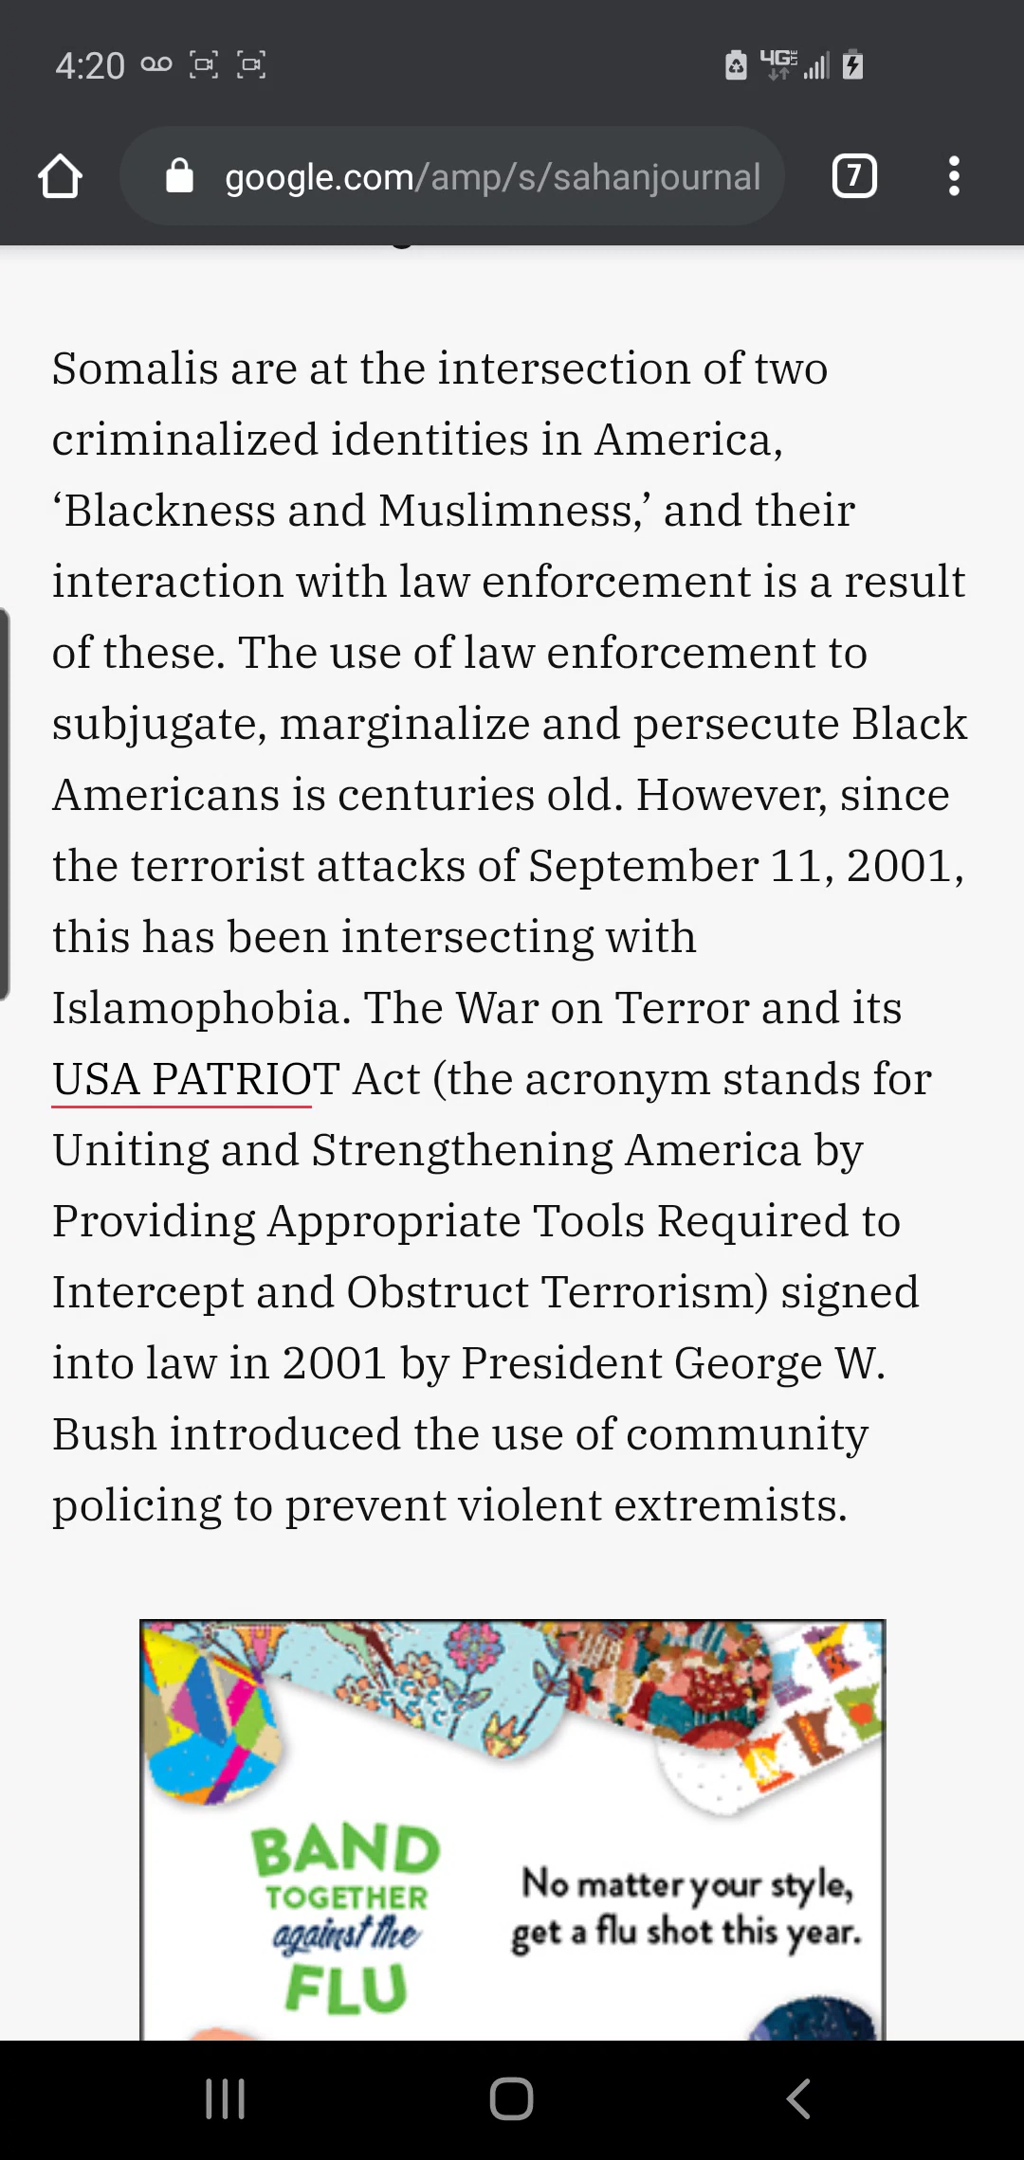 4:20
4G LTE
google.com/amp/s/sahanjournal
7
Somalis are at the intersection of two
criminalized identities in America,
‘Blackness and Muslimness,’ and their
interaction with law enforcement is a result
of these. The use of law enforcement to
subjugate, marginalize and persecute Black
Americans is centuries old. However, since
the terrorist attacks of September 11, 2001,
this has been intersecting with
Islamophobia. The War on Terror and its
USA PATRIOT Act (the acronym stands for
Uniting and Strengthening America by
Providing Appropriate Tools Required to
Intercept and Obstruct Terrorism) signed
into law in 2001 by President George W.
Bush introduced the use of community
policing to prevent violent extremists.
BAND
TOGETHER
against the
FLU
No matter your style,
get a flu shot this year.